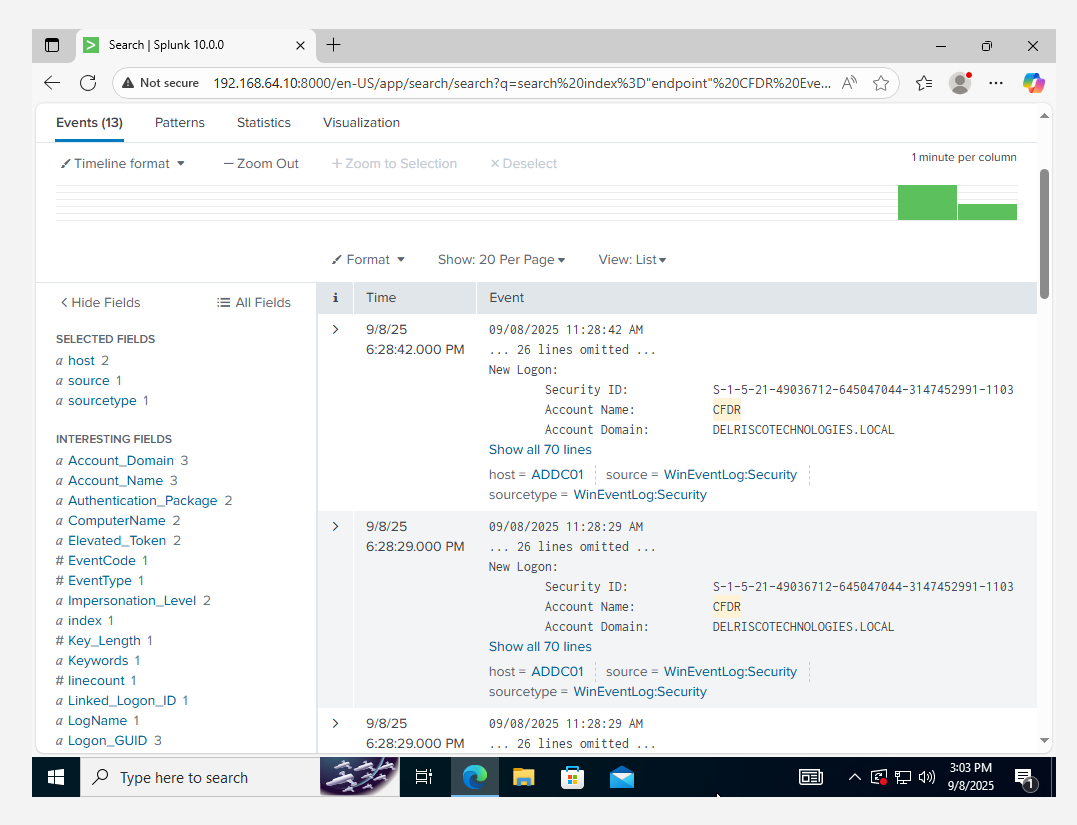 Search | Splunk 10.0.0
Not secure 192.168.64.10:8000/en-US/app/search/search?q=search%20index%3D"endpoint"%20CFDR%20Eve...
Events (13) Patterns Statistics Visualization
Timeline format — Zoom Out + Zoom to Selection × Deselect 1 minute per column
Format Show: 20 Per Page View: List
< Hide Fields All Fields i Time Event
SELECTED FIELDS
a host 2
a source 1
a sourcetype 1
INTERESTING FIELDS
a Account_Domain 3
a Account_Name 3
a Authentication_Package 2
a ComputerName 2
a Elevated_Token 2
# EventCode 1
# EventType 1
a Impersonation_Level 2
a index 1
# Key_Length 1
a Keywords 1
# linecount 1
a Linked_Logon_ID 1
a LogName 1
a Logon_GUID 3
> 9/8/25 09/08/2025 11:28:42 AM
6:28:42.000 PM ... 26 lines omitted ...
New Logon:
Security ID: S-1-5-21-49036712-645047044-3147452991-1103
Account Name: CFDR
Account Domain: DELRISCOTECHNOLOGIES.LOCAL
Show all 70 lines
host = ADDC01 source = WinEventLog:Security
sourcetype = WinEventLog:Security
> 9/8/25 09/08/2025 11:28:29 AM
6:28:29.000 PM ... 26 lines omitted ...
New Logon:
Security ID: S-1-5-21-49036712-645047044-3147452991-1103
Account Name: CFDR
Account Domain: DELRISCOTECHNOLOGIES.LOCAL
Show all 70 lines
host = ADDC01 source = WinEventLog:Security
sourcetype = WinEventLog:Security
> 9/8/25 09/08/2025 11:28:29 AM
6:28:29.000 PM ... 26 lines omitted ...
Type here to search
3:03 PM
9/8/2025
1